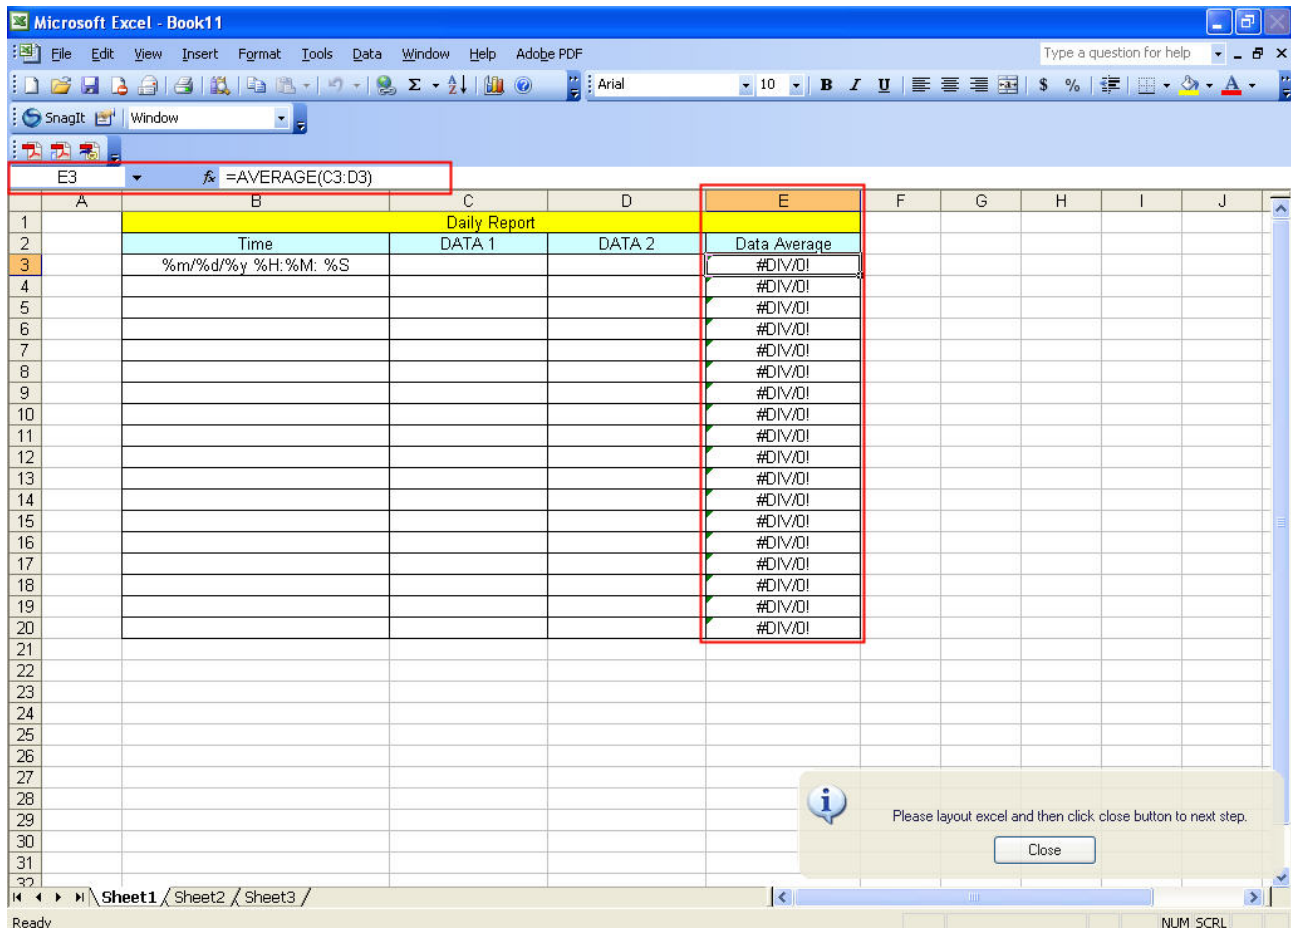 Microsoft Excel - Book11
File Edit View Insert Format Tools Data Window Help Adobe PDF Type a question for help
Arial 10 B I U $ %
SnagIt Window
E3 fx =AVERAGE(C3:D3)
A B C D E F G H I J
1 Daily Report
2 Time DATA 1 DATA 2 Data Average
3 %m/%d/%y %H:%M: %S #DIV/0!
4 #DIV/0!
5 #DIV/0!
6 #DIV/0!
7 #DIV/0!
8 #DIV/0!
9 #DIV/0!
10 #DIV/0!
11 #DIV/0!
12 #DIV/0!
13 #DIV/0!
14 #DIV/0!
15 #DIV/0!
16 #DIV/0!
17 #DIV/0!
18 #DIV/0!
19 #DIV/0!
20 #DIV/0!
21
22
23
24
25
26
27
28
29 Please layout excel and then click close button to next step.
30 Close
31
32
Sheet1 Sheet2 Sheet3
Ready NUM SCRL